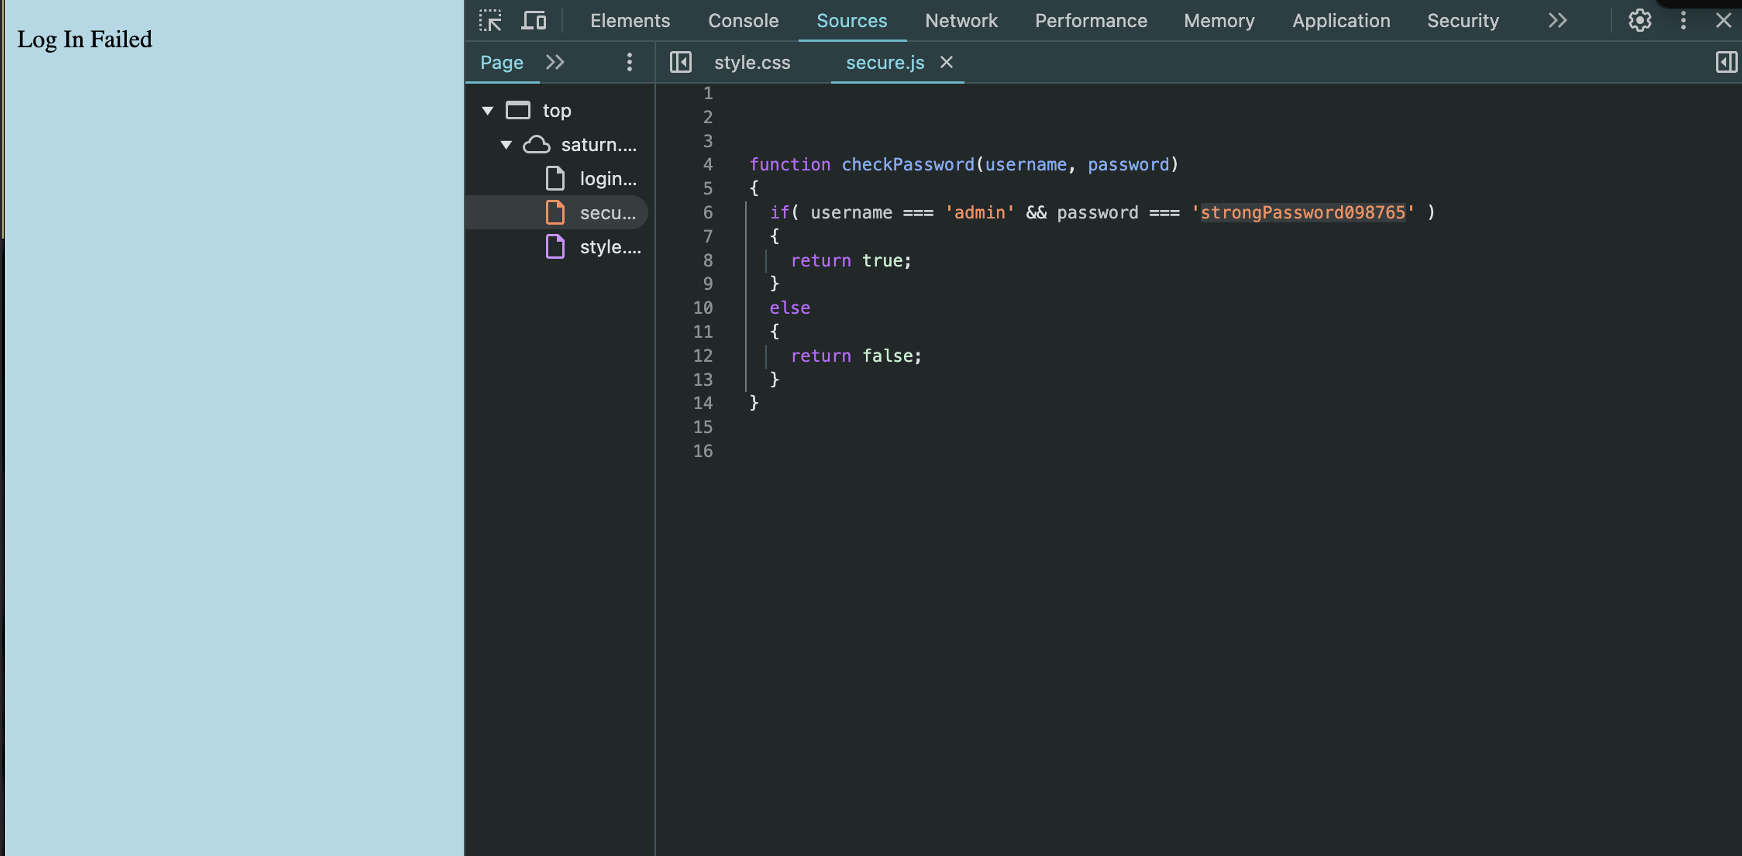 Log In Failed
Elements Console Sources Network Performance Memory Application Security
Page
style.css secure.js
top
saturn....
login...
secu...
style....
1
2
3
4 function checkPassword(username, password)
5 {
6 if( username === 'admin' && password === 'strongPassword098765' )
7 {
8 return true;
9 }
10 else
11 {
12 return false;
13 }
14 }
15
16